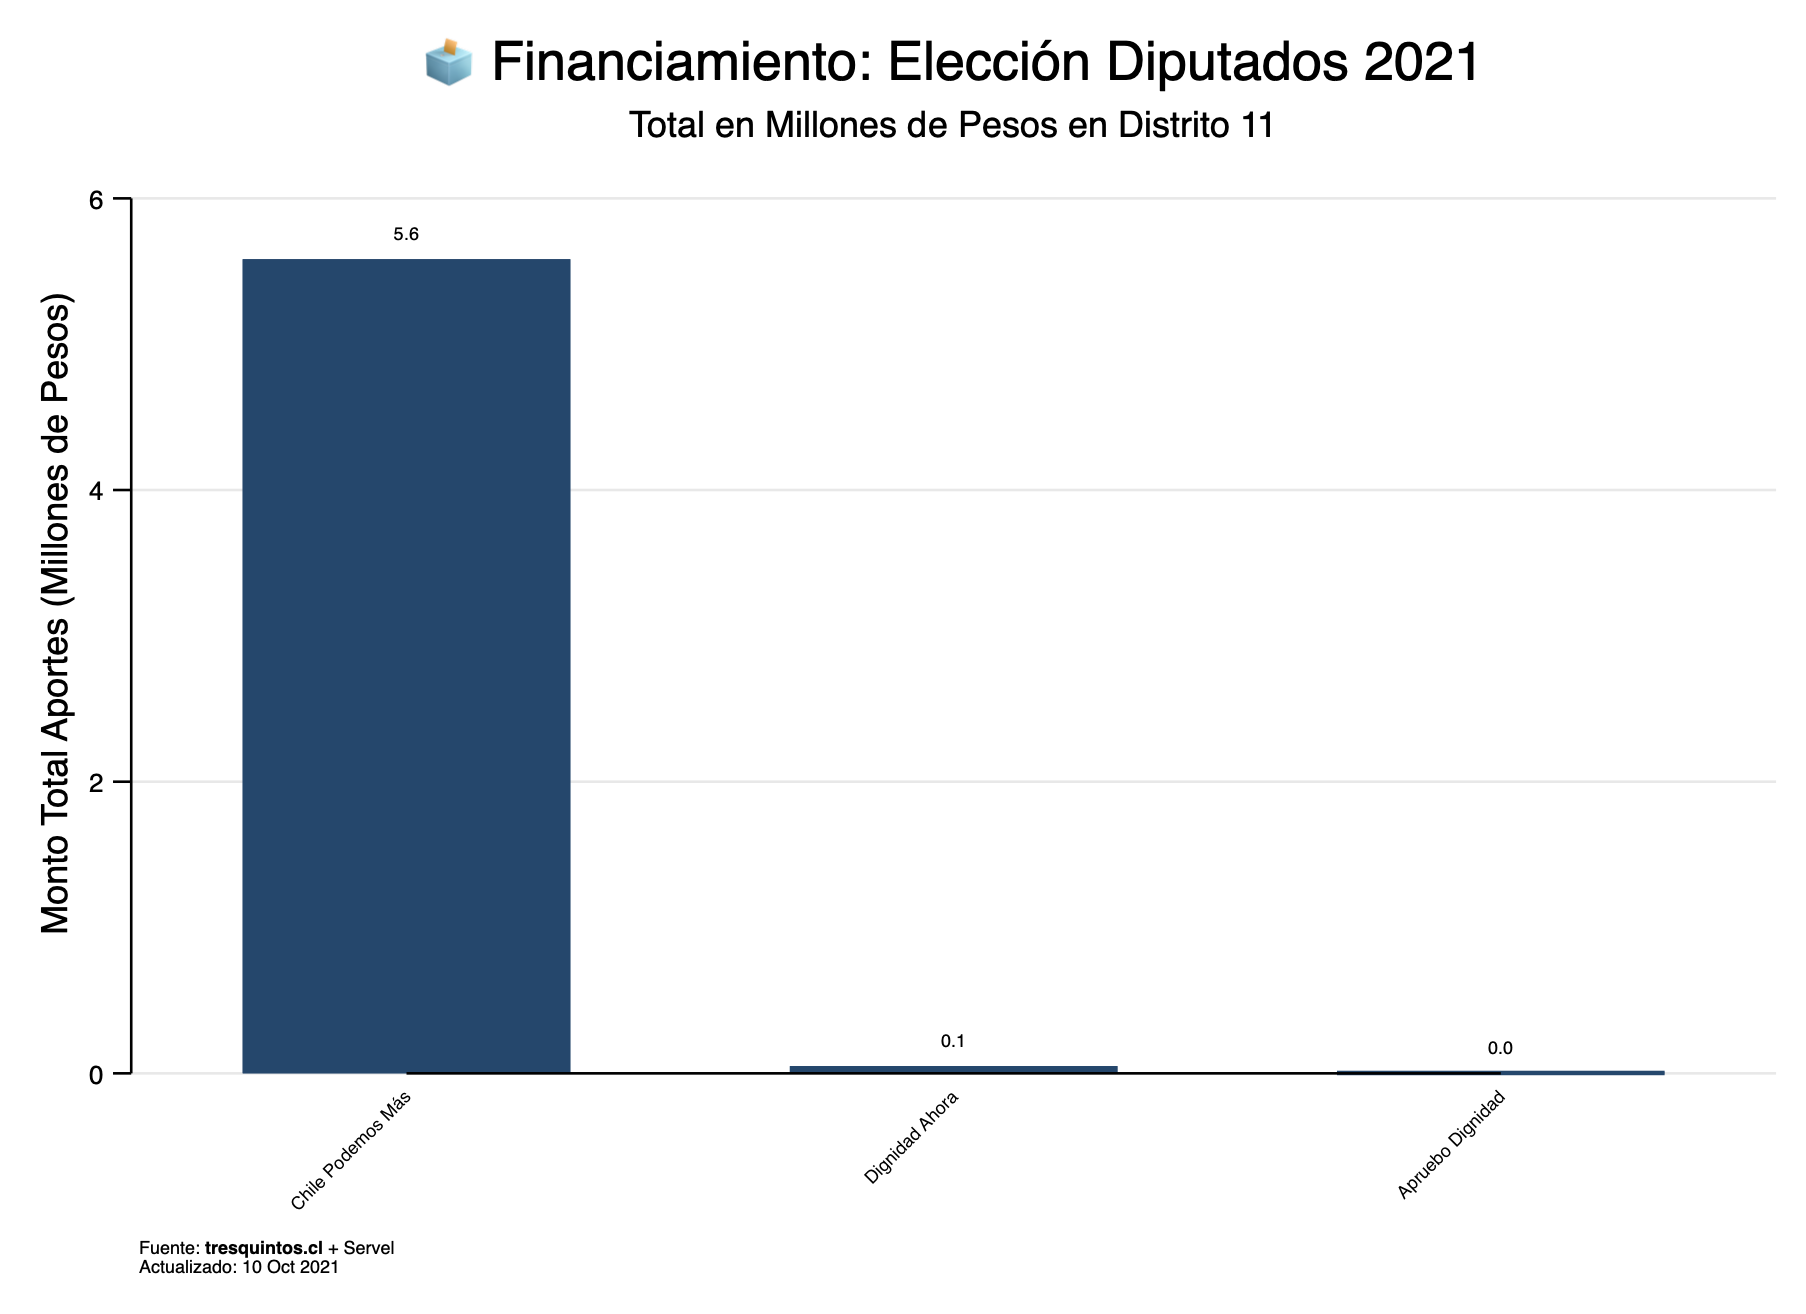 Financiamiento: Elección Diputados 2021
Total en Millones de Pesos en Distrito 11
Monto Total Aportes (Millones de Pesos)
6
4
2
0
5.6
0.1
0.0
Chile Podemos Más
Dignidad Ahora
Apruebo Dignidad
Fuente: tresquintos.cl + Servel
Actualizado: 10 Oct 2021